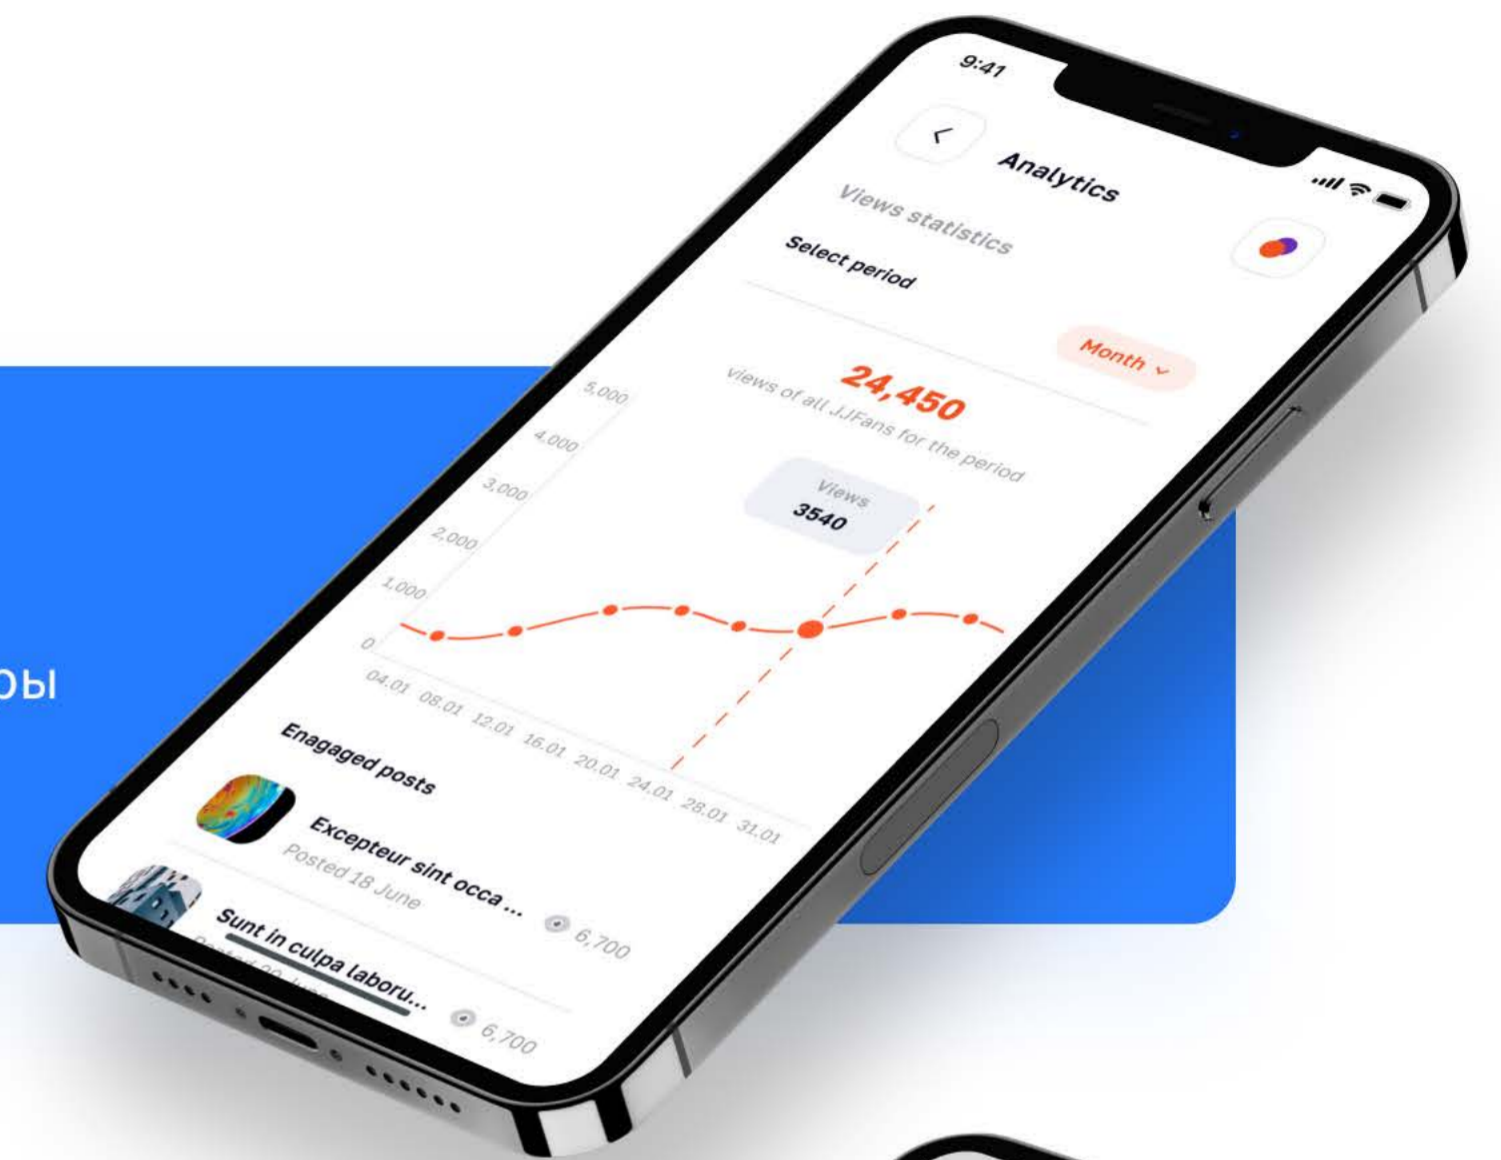 9:41
Analytics
Views statistics
Select period
Month
24,450
views of all JJFans for the period
Views
3540
5,000
4,000
3,000
2,000
1,000
0
04.01 08.01 12.01 16.01 20.01 24.01 28.01 31.01
Enagaged posts
Excepteur sint occa...
Posted 18 June
6,700
Sunt in culpa laboru...
6,700
ры